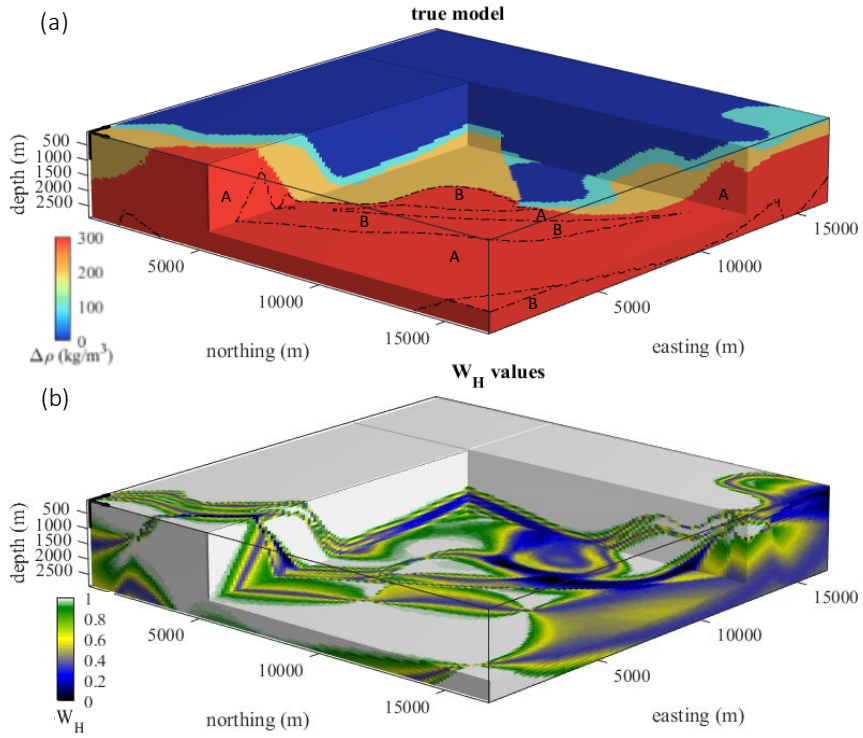 (a)
true model
depth (m)
500
1000
1500
2000
2500
A
B
A
B
B
A
A
B
300
200
100
0
Δρ (kg/m³)
5000
10000
15000
northing (m)
5000
10000
15000
easting (m)
(b)
W_H values
depth (m)
500
1000
1500
2000
2500
1
0.8
0.6
0.4
0.2
0
W_H
5000
10000
15000
northing (m)
5000
10000
15000
easting (m)